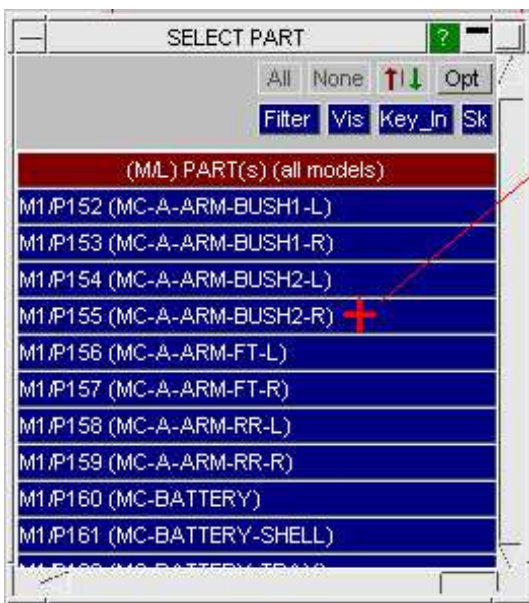 SELECT PART ?
All None Opt
Filter Vis Key_In Sk
(M/L) PART(s) (all models)
M1/P152 (MC-A-ARM-BUSH1-L)
M1/P153 (MC-A-ARM-BUSH1-R)
M1/P154 (MC-A-ARM-BUSH2-L)
M1/P155 (MC-A-ARM-BUSH2-R)
M1/P156 (MC-A-ARM-FT-L)
M1/P157 (MC-A-ARM-FT-R)
M1/P158 (MC-A-ARM-RR-L)
M1/P159 (MC-A-ARM-RR-R)
M1/P160 (MC-BATTERY)
M1/P161 (MC-BATTERY-SHELL)